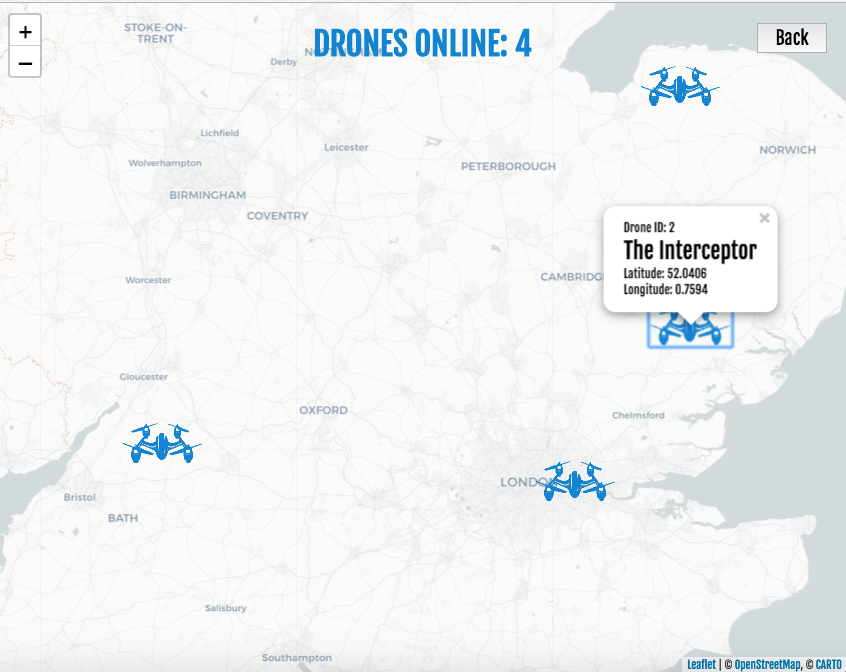 +
−
DRONES ONLINE: 4
Back
STOKE-ON-
TRENT
Derby
Lichfield
Leicester
Wolverhampton
PETERBOROUGH
NORWICH
BIRMINGHAM
COVENTRY
Drone ID: 2
×
The Interceptor
Latitude: 52.0406
Longitude: 0.7594
Worcester
CAMBRIDG
Gloucester
OXFORD
Chelmsford
LONDO
Bristol
BATH
Salisbury
Southampton
Leaflet | © OpenStreetMap, © CARTO